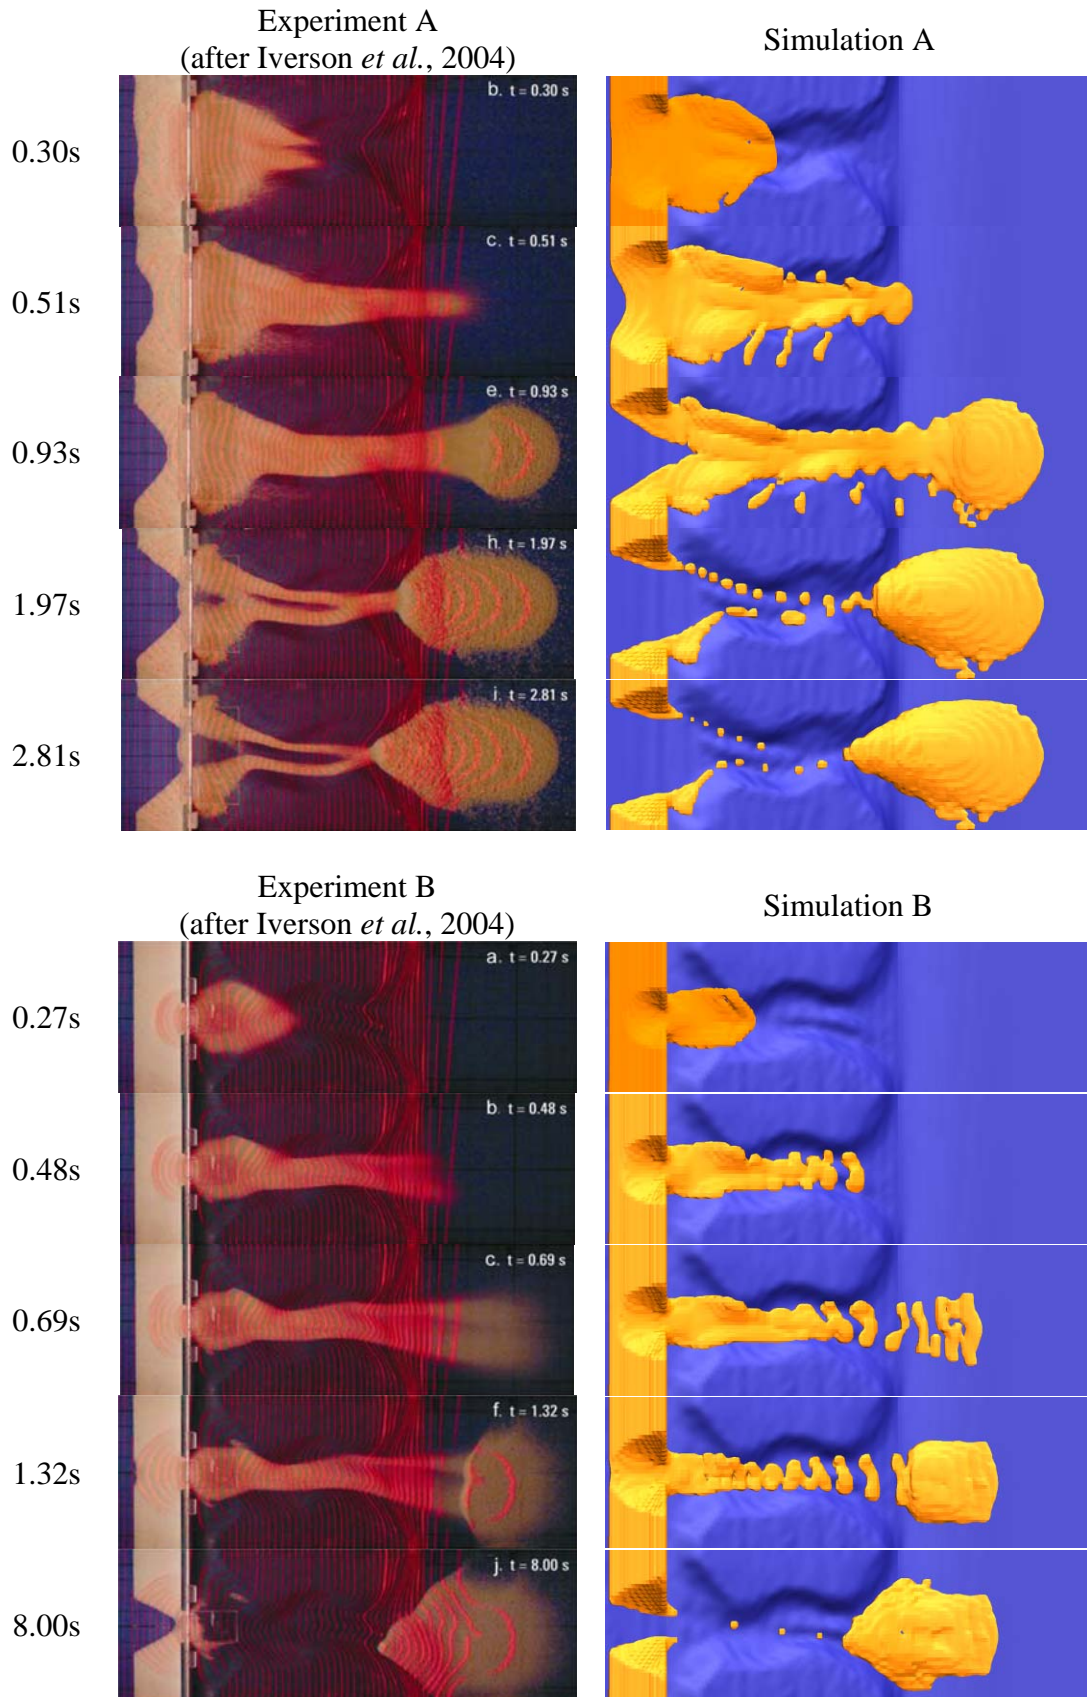 Experiment A
(after Iverson et al., 2004)
Simulation A
0.30s
b. t = 0.30 s
0.51s
c. t = 0.51 s
0.93s
e. t = 0.93 s
1.97s
h. t = 1.97 s
2.81s
i. t = 2.81 s
Experiment B
(after Iverson et al., 2004)
Simulation B
0.27s
a. t = 0.27 s
0.48s
b. t = 0.48 s
0.69s
c. t = 0.69 s
1.32s
f. t = 1.32 s
8.00s
j. t = 8.00 s